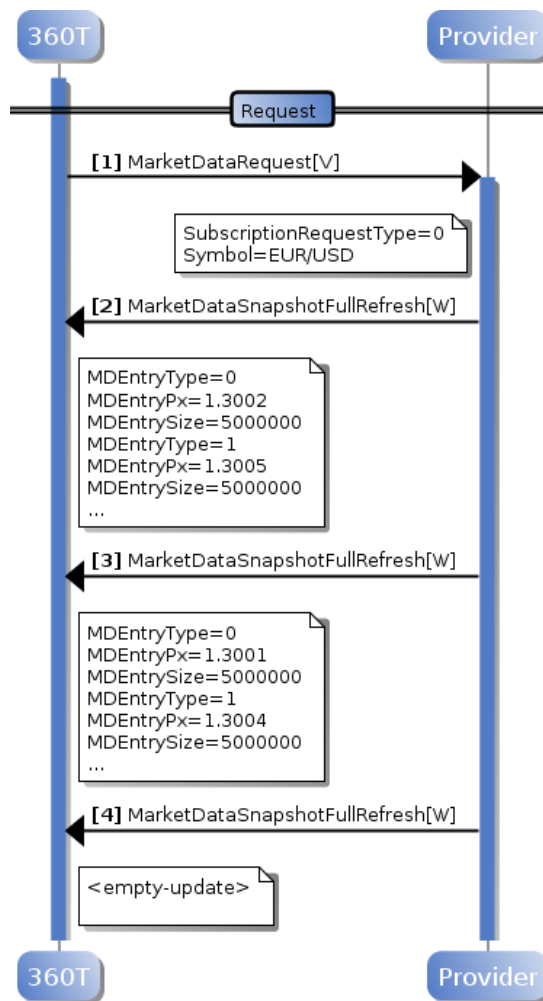 360T
Provider
Request
[1] MarketDataRequest[V]
SubscriptionRequestType=0
Symbol=EUR/USD
[2] MarketDataSnapshotFullRefresh[W]
MDEntryType=0
MDEntryPx=1.3002
MDEntrySize=5000000
MDEntryType=1
MDEntryPx=1.3005
MDEntrySize=5000000
...
[3] MarketDataSnapshotFullRefresh[W]
MDEntryType=0
MDEntryPx=1.3001
MDEntrySize=5000000
MDEntryType=1
MDEntryPx=1.3004
MDEntrySize=5000000
...
[4] MarketDataSnapshotFullRefresh[W]
<empty-update>
360T
Provider